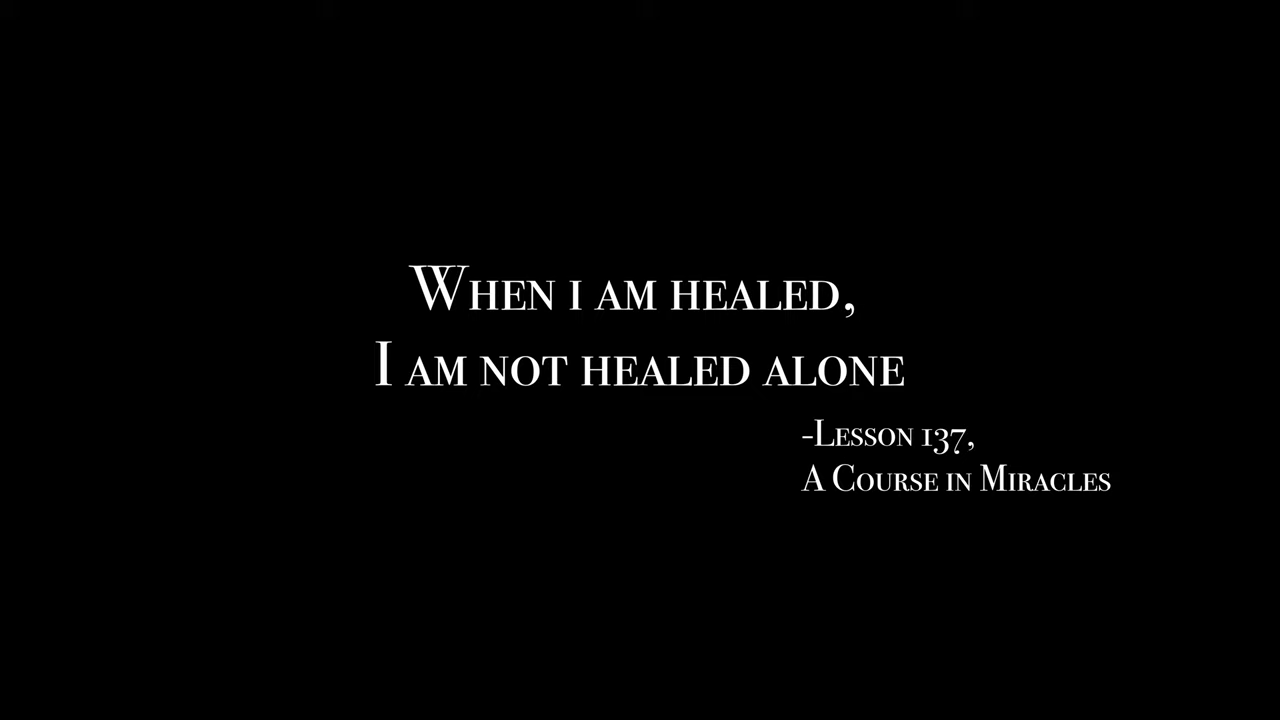 When i am healed,
I am not healed alone
-Lesson 137,
A Course in Miracles